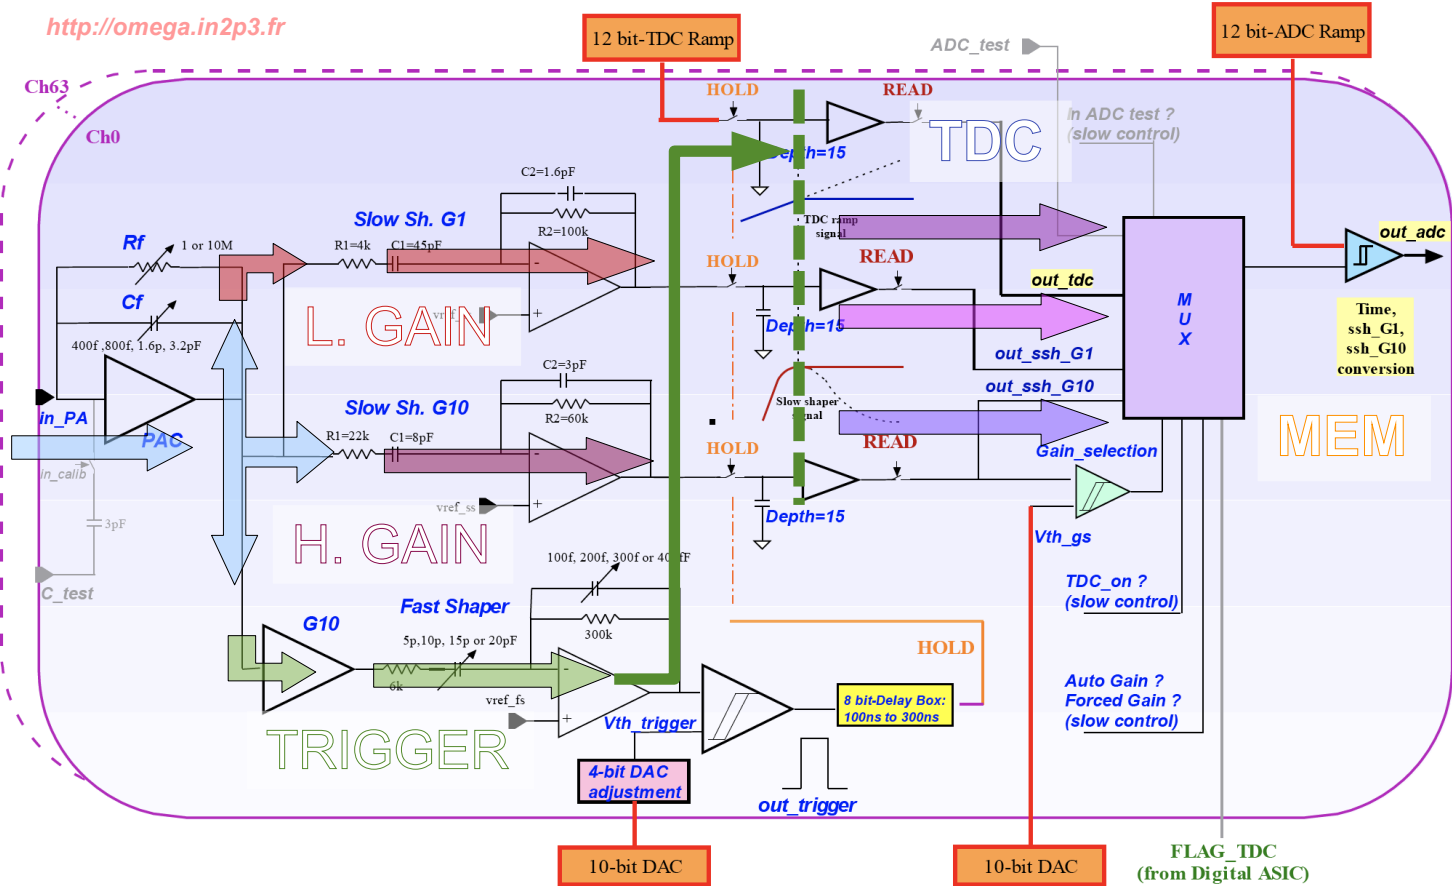 http://omega.in2p3.fr
12 bit-TDC Ramp
12 bit-ADC Ramp
ADC_test
Ch63
Ch0
HOLD
READ
TDC
in ADC test ?
(slow control)
Depth=15
C2=1.6pF
R2=100k
Slow Sh. G1
Rf
1 or 10M
R1=4k
C1=45pF
-
+
TDC ramp
signal
out_adc
HOLD
READ
out_tdc
Cf
400f ,800f, 1.6p, 3.2pF
L. GAIN
Depth=15
M
U
X
Time,
ssh_G1,
ssh_G10
conversion
out_ssh_G1
C2=3pF
R2=60k
out_ssh_G10
Slow shaper
Slow Sh. G10
in_PA
PAC
R1=22k
C1=8pF
-
+
HOLD
READ
MEM
Gain_selection
in_calib
3pF
vref_ss
H. GAIN
Depth=15
Vth_gs
C_test
TDC_on ?
(slow control)
Fast Shaper
G10
5p,10p, 15p or 20pF
300k
6k
-
+
HOLD
Auto Gain ?
Forced Gain ?
(slow control)
vref_fs
Vth_trigger
8 bit-Delay Box:
100ns to 300ns
TRIGGER
4-bit DAC
adjustment
out_trigger
10-bit DAC
10-bit DAC
FLAG_TDC
(from Digital ASIC)